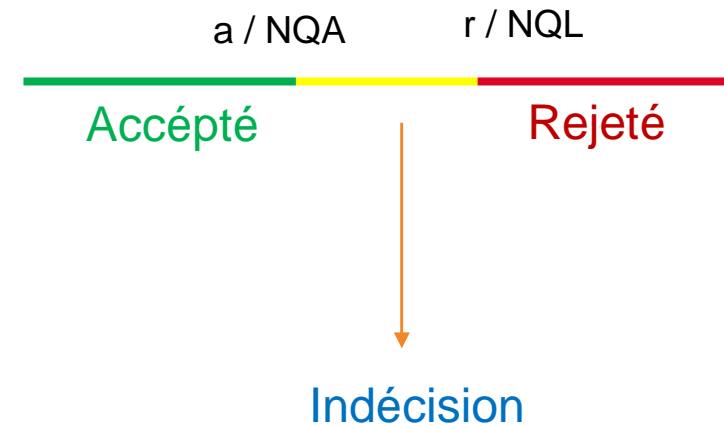 a / NQA
r / NQL
Accépté
Rejeté
Indécision